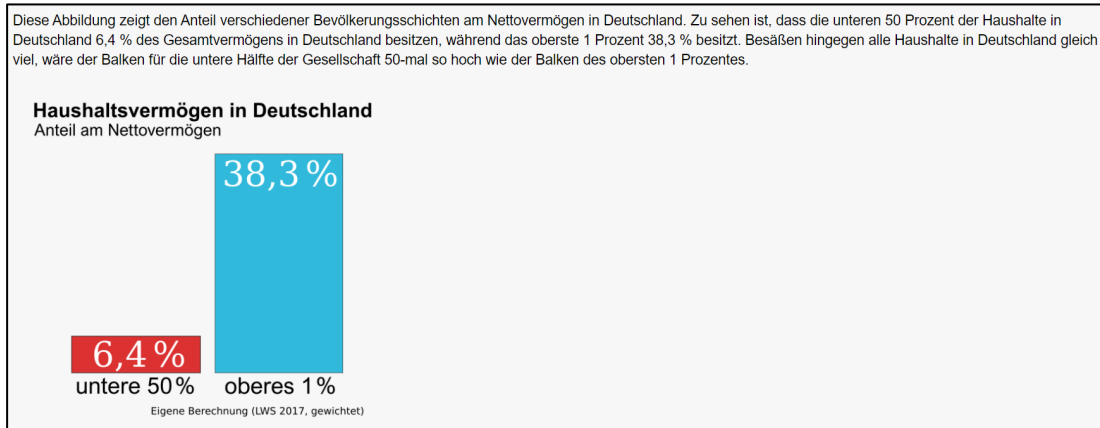 Diese Abbildung zeigt den Anteil verschiedener Bevölkerungsschichten am Nettovermögen in Deutschland. Zu sehen ist, dass die unteren 50 Prozent der Haushalte in
Deutschland 6,4 % des Gesamtvermögens in Deutschland besitzen, während das oberste 1 Prozent 38,3 % besitzt. Besäßen hingegen alle Haushalte in Deutschland gleich
viel, wäre der Balken für die untere Hälfte der Gesellschaft 50-mal so hoch wie der Balken des obersten 1 Prozentes.
Haushaltsvermögen in Deutschland
Anteil am Nettovermögen
38,3 %
6,4 %
untere 50 %
oberes 1 %
Eigene Berechnung (LWS 2017, gewichtet)